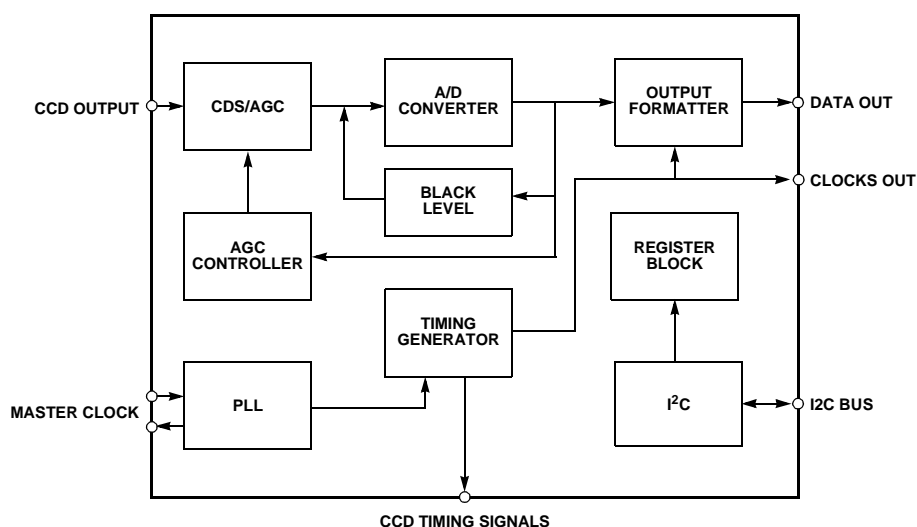 CCD OUTPUT
CDS/AGC
A/D
CONVERTER
OUTPUT
FORMATTER
DATA OUT
CLOCKS OUT
BLACK
LEVEL
AGC
CONTROLLER
REGISTER
BLOCK
TIMING
GENERATOR
MASTER CLOCK
PLL
I²C
I2C BUS
CCD TIMING SIGNALS